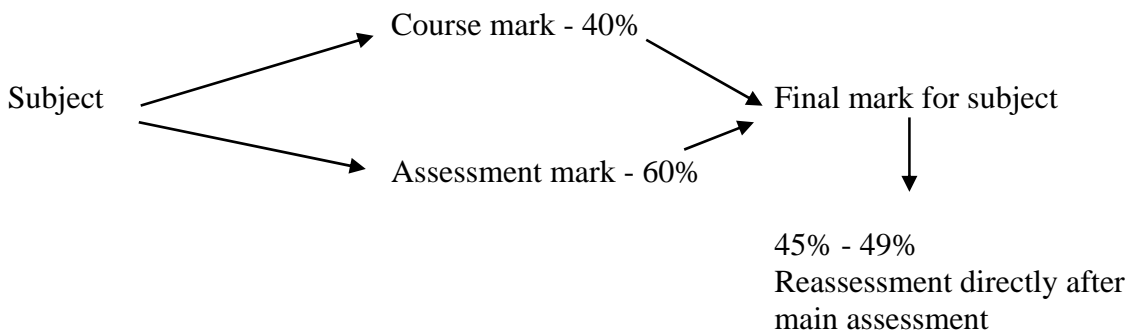 Course mark - 40%
Subject
Final mark for subject
Assessment mark - 60%
45% - 49%
Reassessment directly after
main assessment